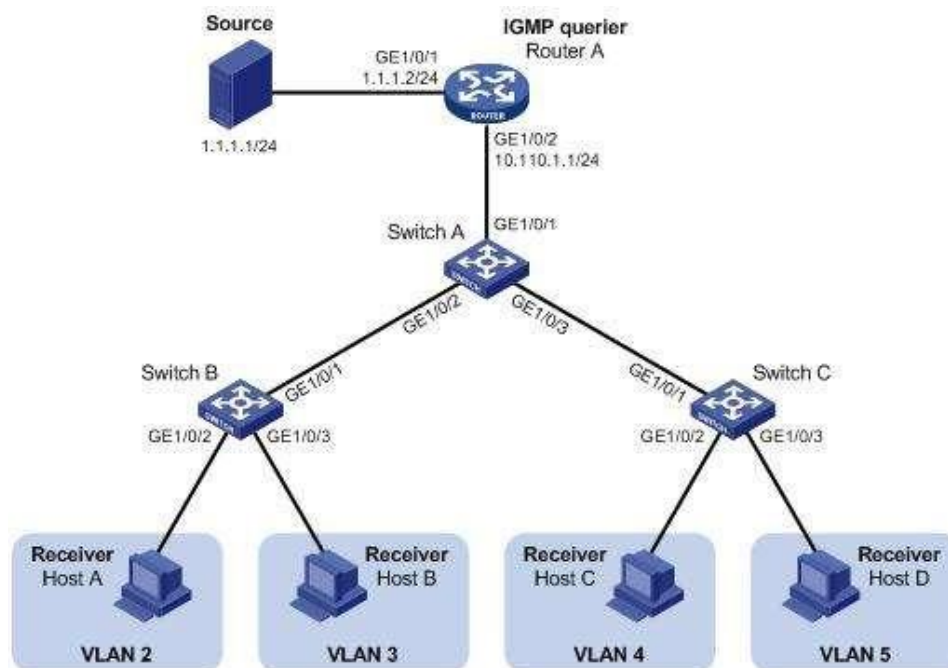 Source
IGMP querier
Router A
GE1/0/1
1.1.1.2/24
ROUTER
1.1.1.1/24
GE1/0/2
10.110.1.1/24
GE1/0/1
Switch A
SWITCH
GE1/0/2
GE1/0/3
Switch B
GE1/0/1
GE1/0/1
Switch C
SWITCH
SWITCH
GE1/0/2
GE1/0/3
GE1/0/2
GE1/0/3
Receiver
Host A
Receiver
Host B
Receiver
Host C
Receiver
Host D
VLAN 2
VLAN 3
VLAN 4
VLAN 5